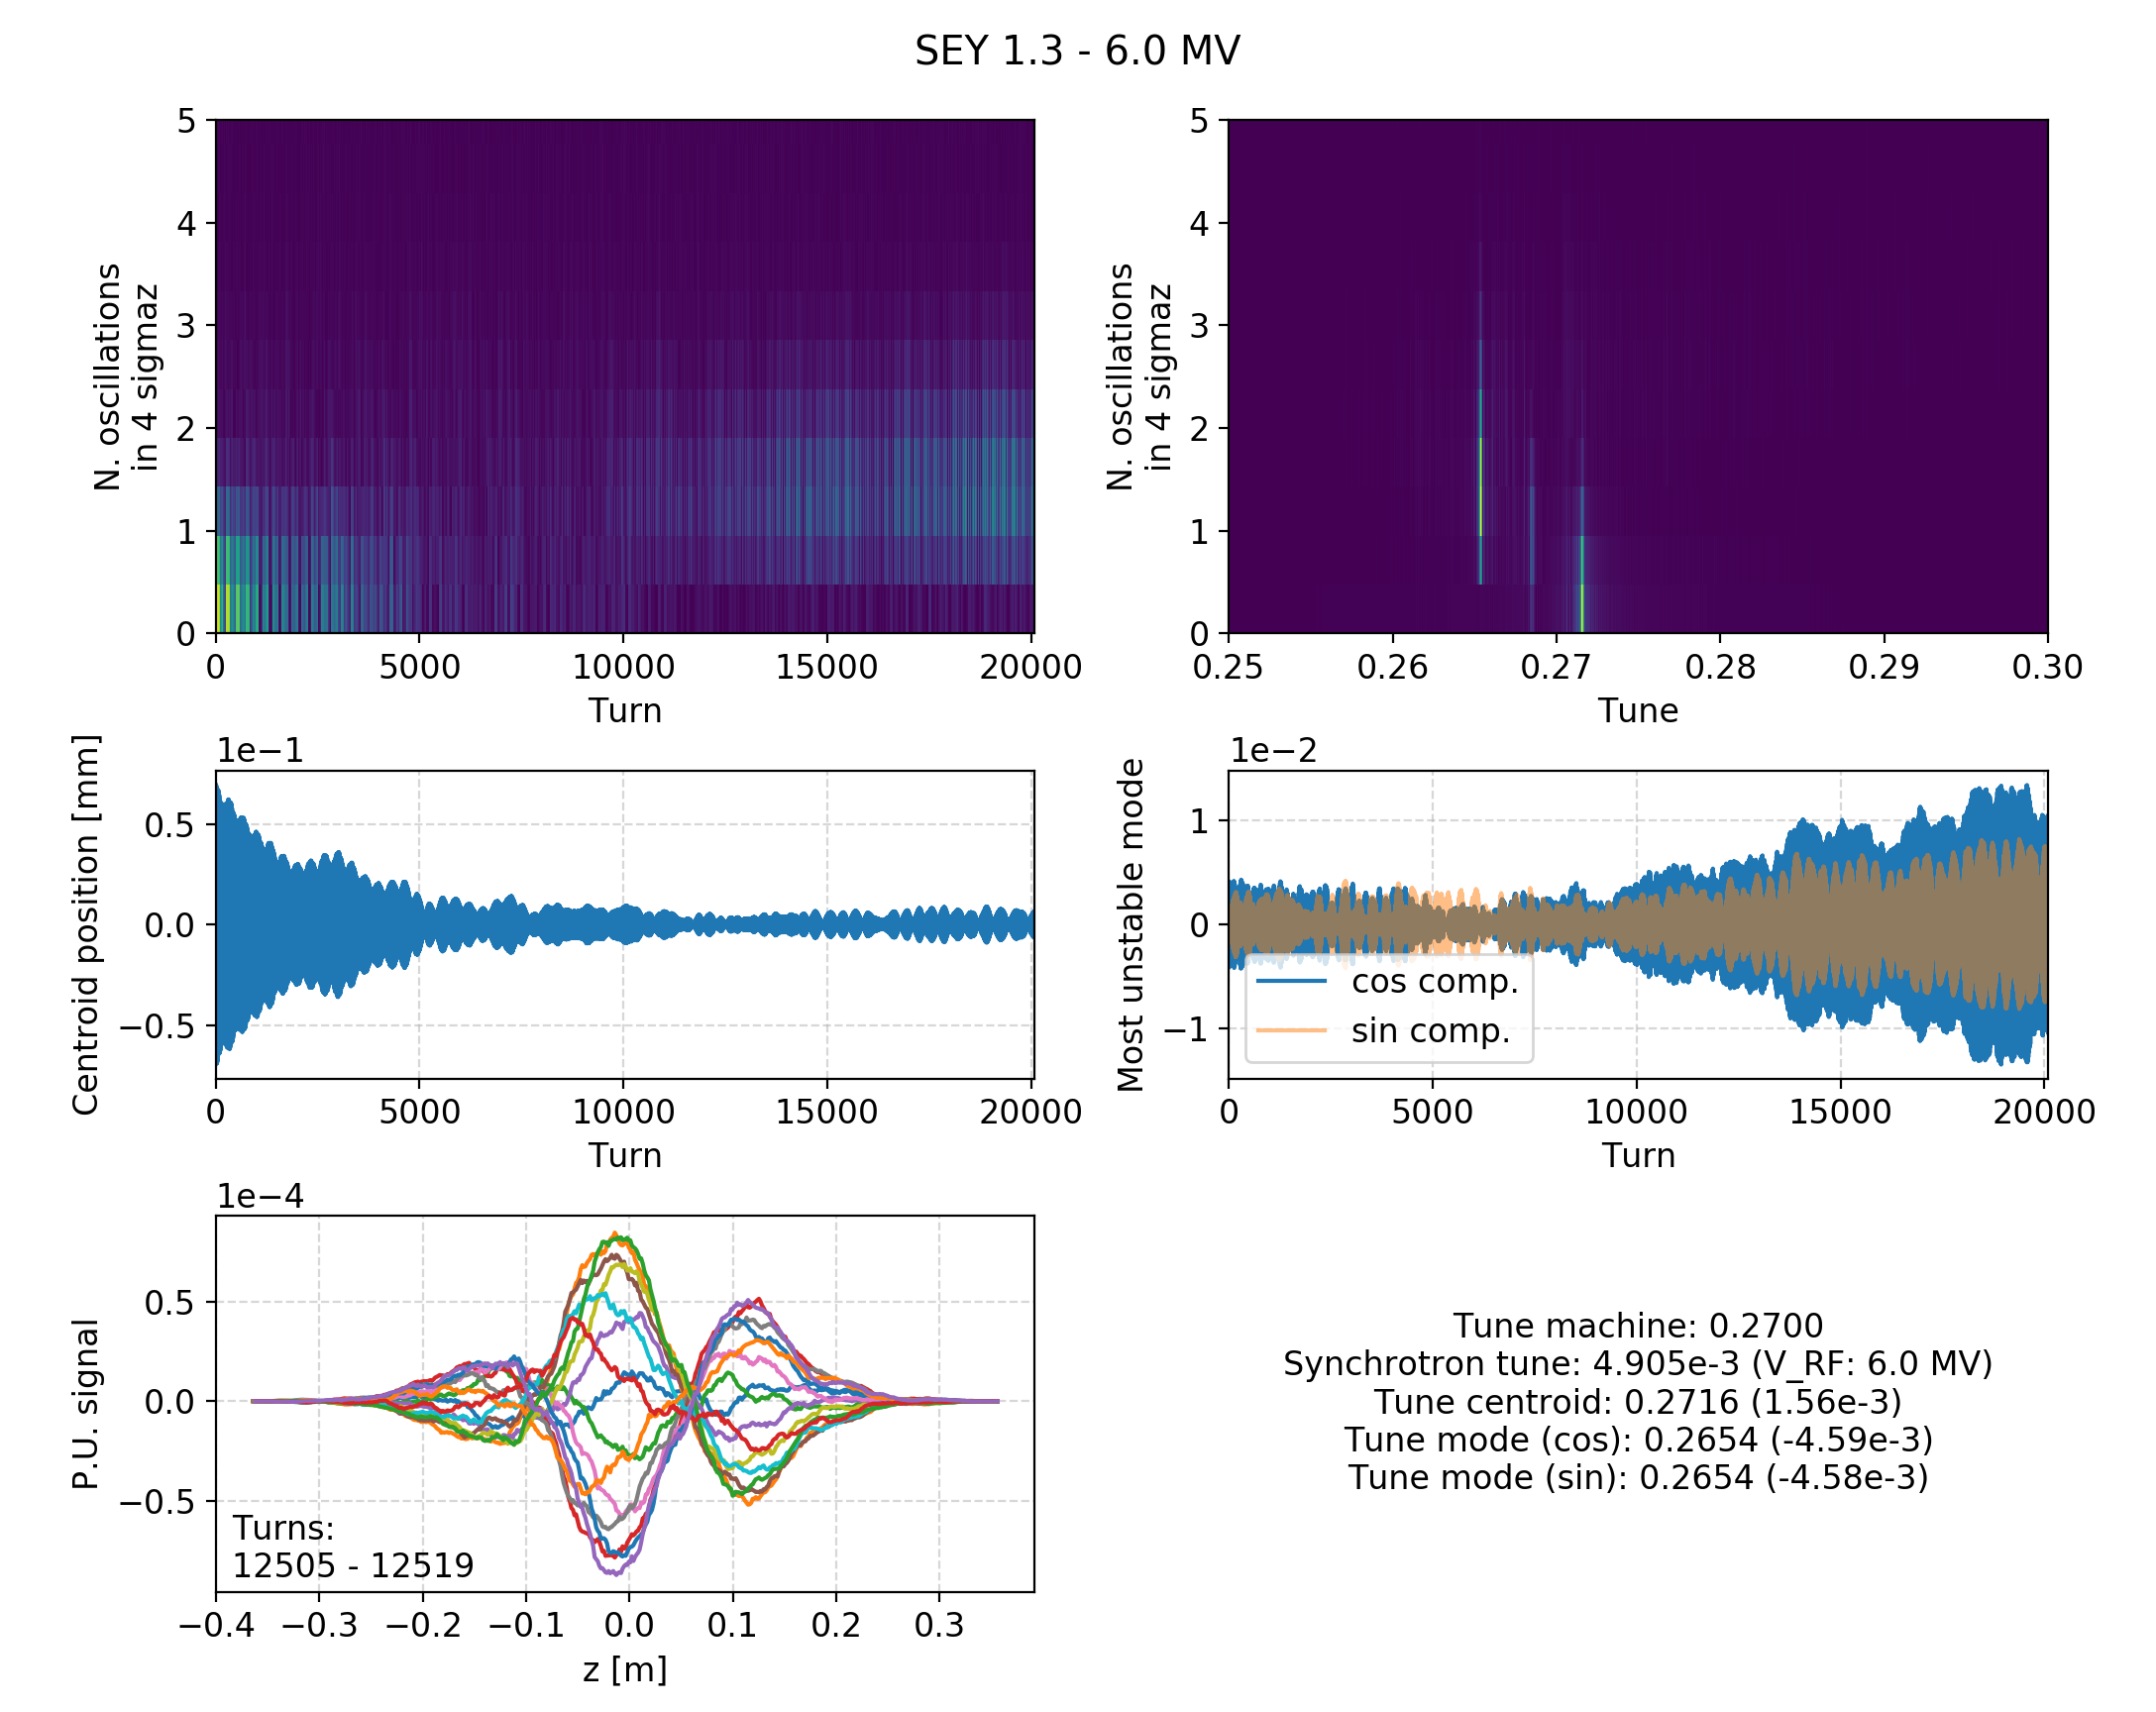 SEY 1.3 - 6.0 MV
5
4
3
2
1
0
N. oscillations
in 4 sigmaz
0
5000
10000
15000
20000
Turn
5
4
3
2
1
0
N. oscillations
in 4 sigmaz
0.25
0.26
0.27
0.28
0.29
0.30
Tune
1e−1
0.5
0.0
−0.5
Centroid position [mm]
0
5000
10000
15000
20000
Turn
1e−2
1
0
−1
Most unstable mode
cos comp.
sin comp.
0
5000
10000
15000
20000
Turn
1e−4
0.5
0.0
−0.5
P.U. signal
Turns:
12505 - 12519
−0.4
−0.3
−0.2
−0.1
0.0
0.1
0.2
0.3
z [m]
Tune machine: 0.2700
Synchrotron tune: 4.905e-3 (V_RF: 6.0 MV)
Tune centroid: 0.2716 (1.56e-3)
Tune mode (cos): 0.2654 (-4.59e-3)
Tune mode (sin): 0.2654 (-4.58e-3)